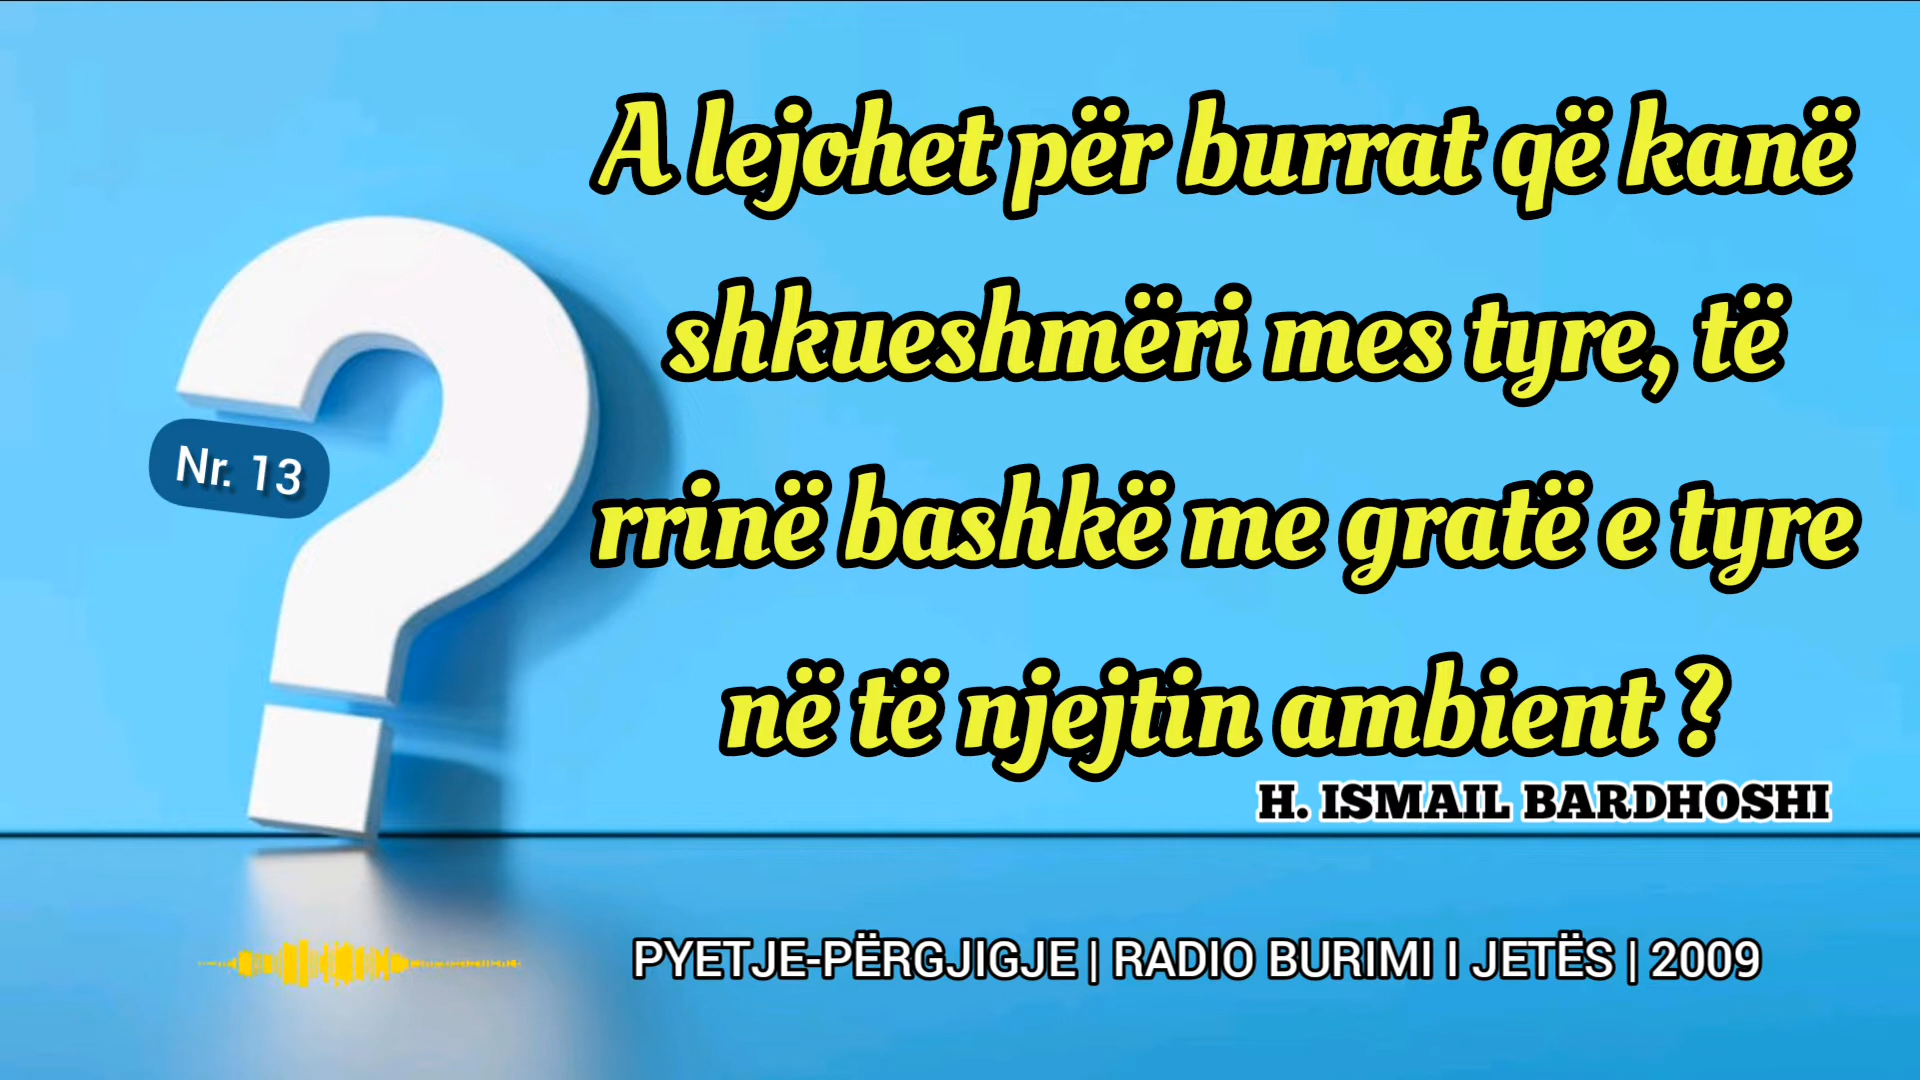 A lejohet për burrat që kanë
shkueshmëri mes tyre, të
rrinë bashkë me gratë e tyre
në të njejtin ambient ?
Nr. 13
H. ISMAIL BARDHOSHI
PYETJE-PËRGJIGJE | RADIO BURIMI I JETËS | 2009